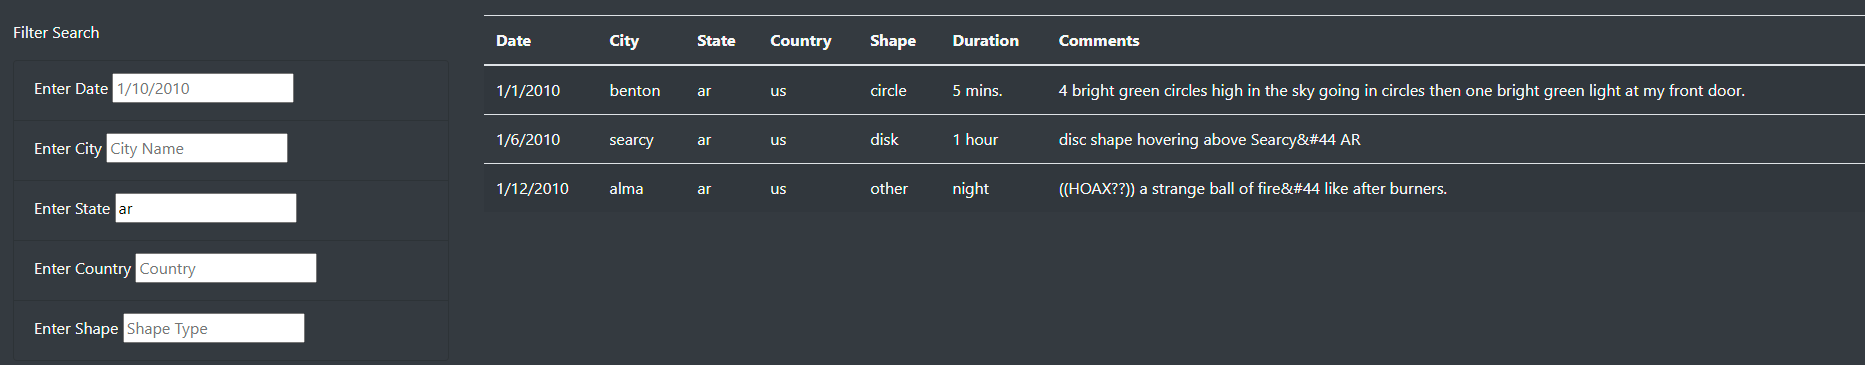 Filter Search
Enter Date 1/10/2010
Enter City City Name
Enter State ar
Enter Country Country
Enter Shape Shape Type
Date City State Country Shape Duration Comments
1/1/2010 benton ar us circle 5 mins. 4 bright green circles high in the sky going in circles then one bright green light at my front door.
1/6/2010 searcy ar us disk 1 hour disc shape hovering above Searcy&#44 AR
1/12/2010 alma ar us other night ((HOAX??)) a strange ball of fire&#44 like after burners.